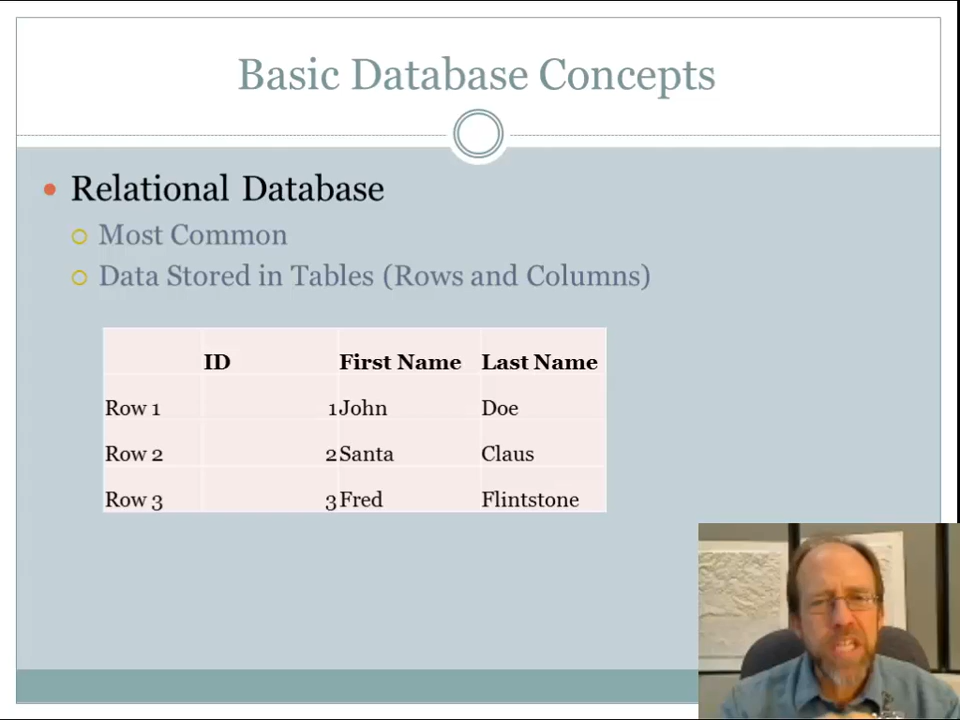 Basic Database Concepts
Relational Database
Most Common
Data Stored in Tables (Rows and Columns)
ID First Name Last Name
Row 1 1 John Doe
Row 2 2 Santa Claus
Row 3 3 Fred Flintstone